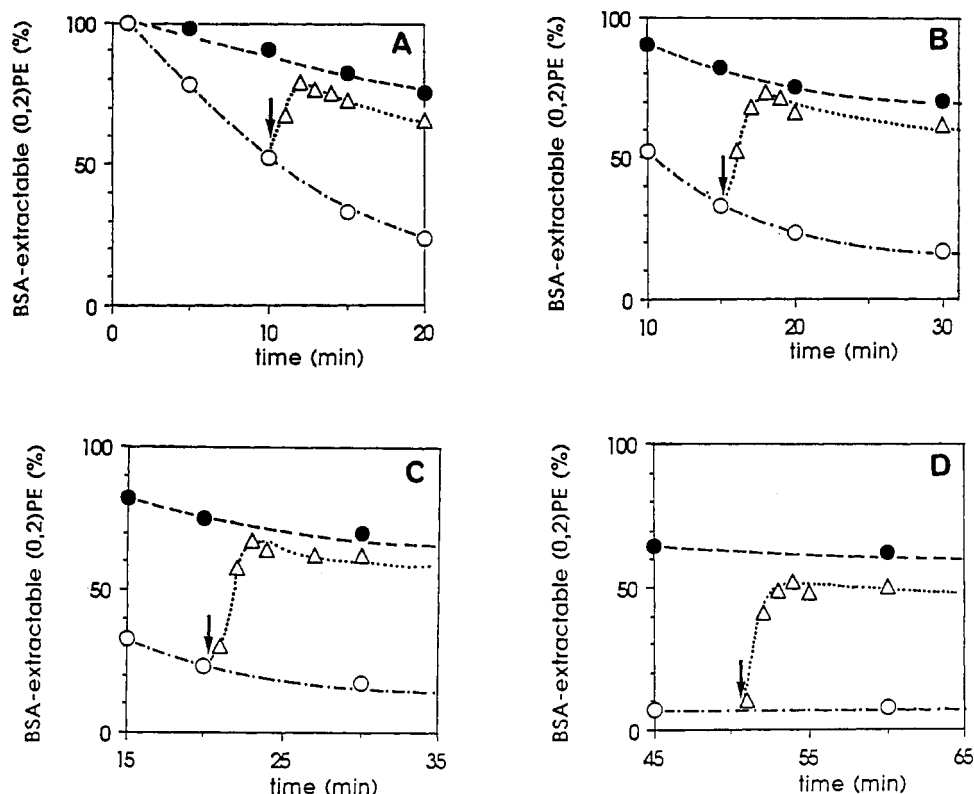 BSA-extractable (0,2)PE (%)
100
50
0
A
0
10
20
time (min)
BSA-extractable (0,2)PE (%)
100
50
0
B
10
20
30
time (min)
BSA-extractable (0,2)PE (%)
100
50
0
C
15
25
35
time (min)
BSA-extractable (0,2)PE (%)
100
50
0
D
45
55
65
time (min)